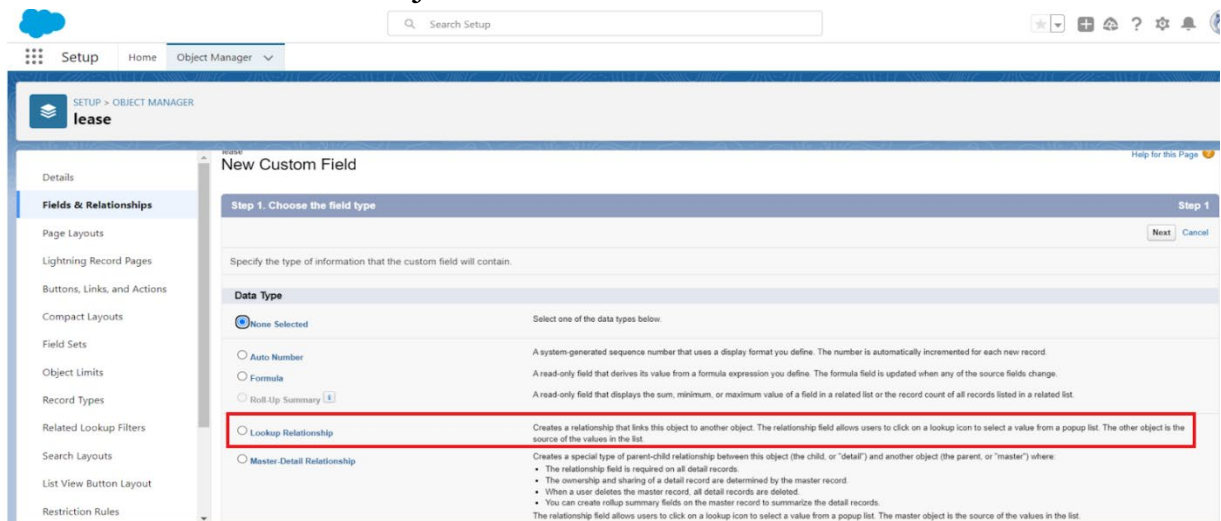 Search Setup
Setup Home Object Manager
SETUP > OBJECT MANAGER
lease
Details
Fields & Relationships
Page Layouts
Lightning Record Pages
Buttons, Links, and Actions
Compact Layouts
Field Sets
Object Limits
Record Types
Related Lookup Filters
Search Layouts
List View Button Layout
Restriction Rules
lease
New Custom Field
Help for this Page
Step 1. Choose the field type Step 1
Next Cancel
Specify the type of information that the custom field will contain.
Data Type
None Selected Select one of the data types below.
Auto Number A system-generated sequence number that uses a display format you define. The number is automatically incremented for each new record.
Formula A read-only field that derives its value from a formula expression you define. The formula field is updated when any of the source fields change.
Roll-Up Summary i A read-only field that displays the sum, minimum, or maximum value of a field in a related list or the record count of all records listed in a related list.
Lookup Relationship Creates a relationship that links this object to another object. The relationship field allows users to click on a lookup icon to select a value from a popup list. The other object is the
source of the values in the list.
Master-Detail Relationship Creates a special type of parent-child relationship between this object (the child, or "detail") and another object (the parent, or "master") where:
• The relationship field is required on all detail records.
• The ownership and sharing of a detail record are determined by the master record.
• When a user deletes the master record, all detail records are deleted.
• You can create rollup summary fields on the master record to summarize the detail records.
The relationship field allows users to click on a lookup icon to select a value from a popup list. The master object is the source of the values in the list.